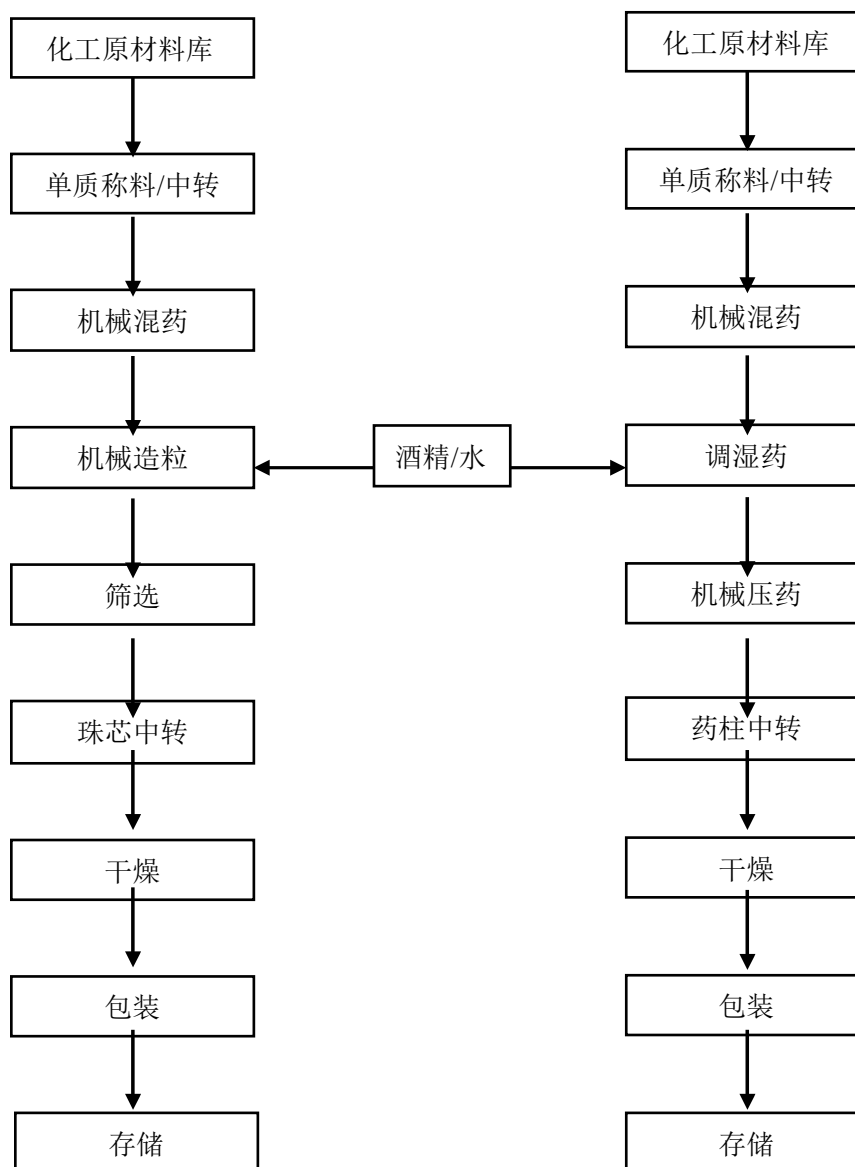 化工原材料库
单质称料/中转
机械混药
机械造粒
筛选
珠芯中转
干燥
包装
存储
酒精/水
化工原材料库
单质称料/中转
机械混药
调湿药
机械压药
药柱中转
干燥
包装
存储